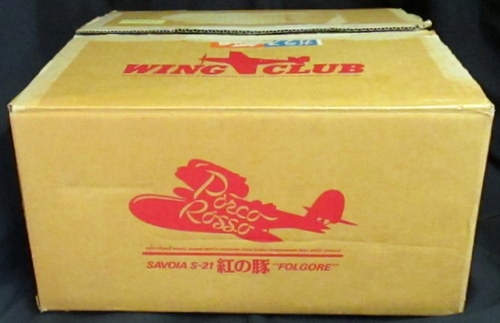 WING CLUB
Porco
Rosso
SAVOIA S-21 紅の豚 "FOLGORE"